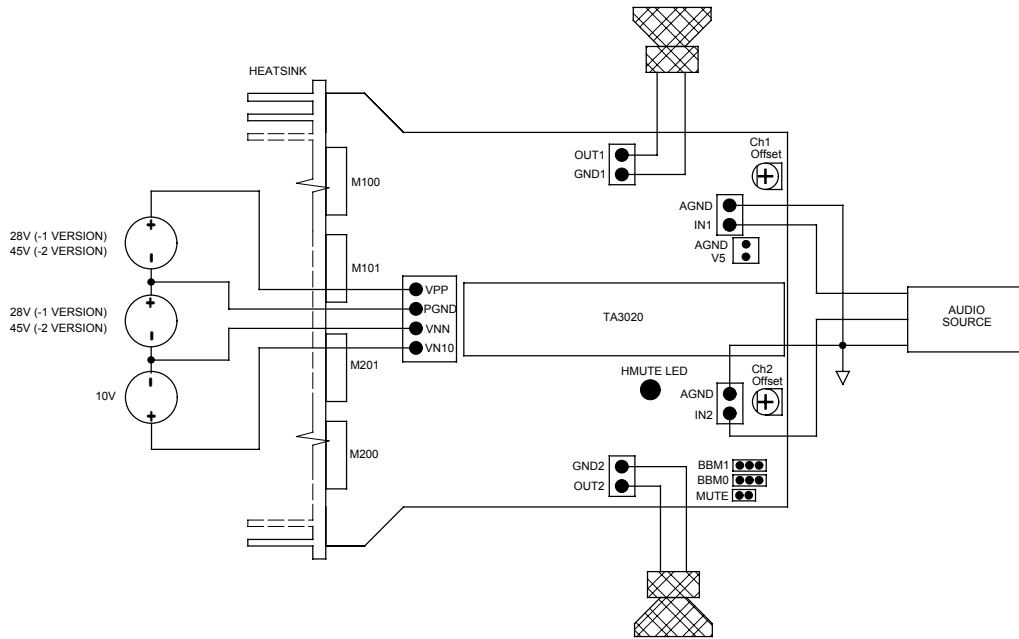 HEATSINK
M100
M101
M201
M200
28V (-1 VERSION)
45V (-2 VERSION)
28V (-1 VERSION)
45V (-2 VERSION)
10V
+
-
+
-
-
+
VPP
PGND
VNN
VN10
OUT1
GND1
Ch1
Offset
AGND
IN1
AGND
V5
TA3020
AUDIO
SOURCE
HMUTE LED
Ch2
Offset
AGND
IN2
GND2
OUT2
BBM1
BBM0
MUTE